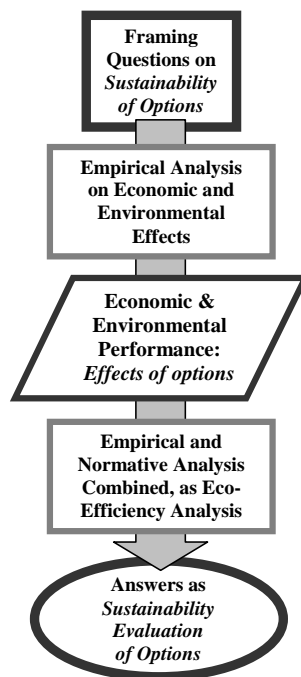 Framing
Questions on
Sustainability
of Options
Empirical Analysis
on Economic and
Environmental
Effects
Economic &
Environmental
Performance:
Effects of options
Empirical and
Normative Analysis
Combined, as Eco-
Efficiency Analysis
Answers as
Sustainability
Evaluation
of Options